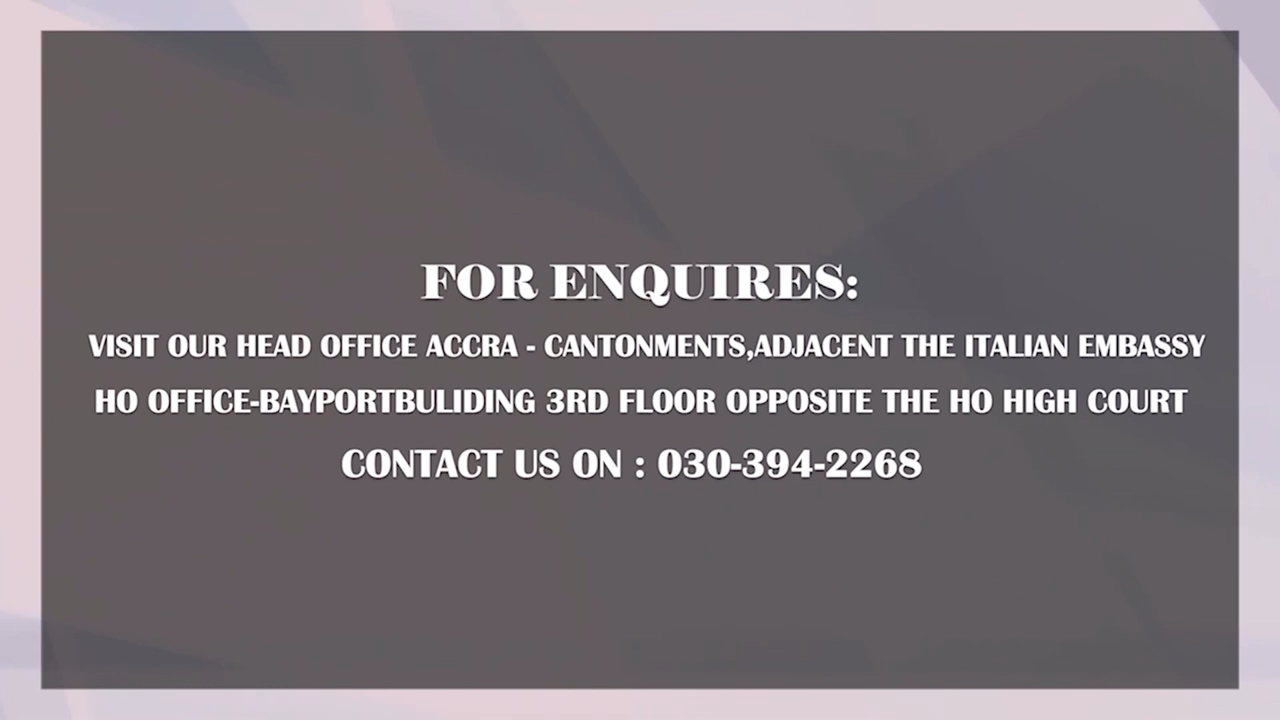 FOR ENQUIRES:
VISIT OUR HEAD OFFICE ACCRA - CANTONMENTS,ADJACENT THE ITALIAN EMBASSY
HO OFFICE-BAYPORTBULIDING 3RD FLOOR OPPOSITE THE HO HIGH COURT
CONTACT US ON : 030-394-2268